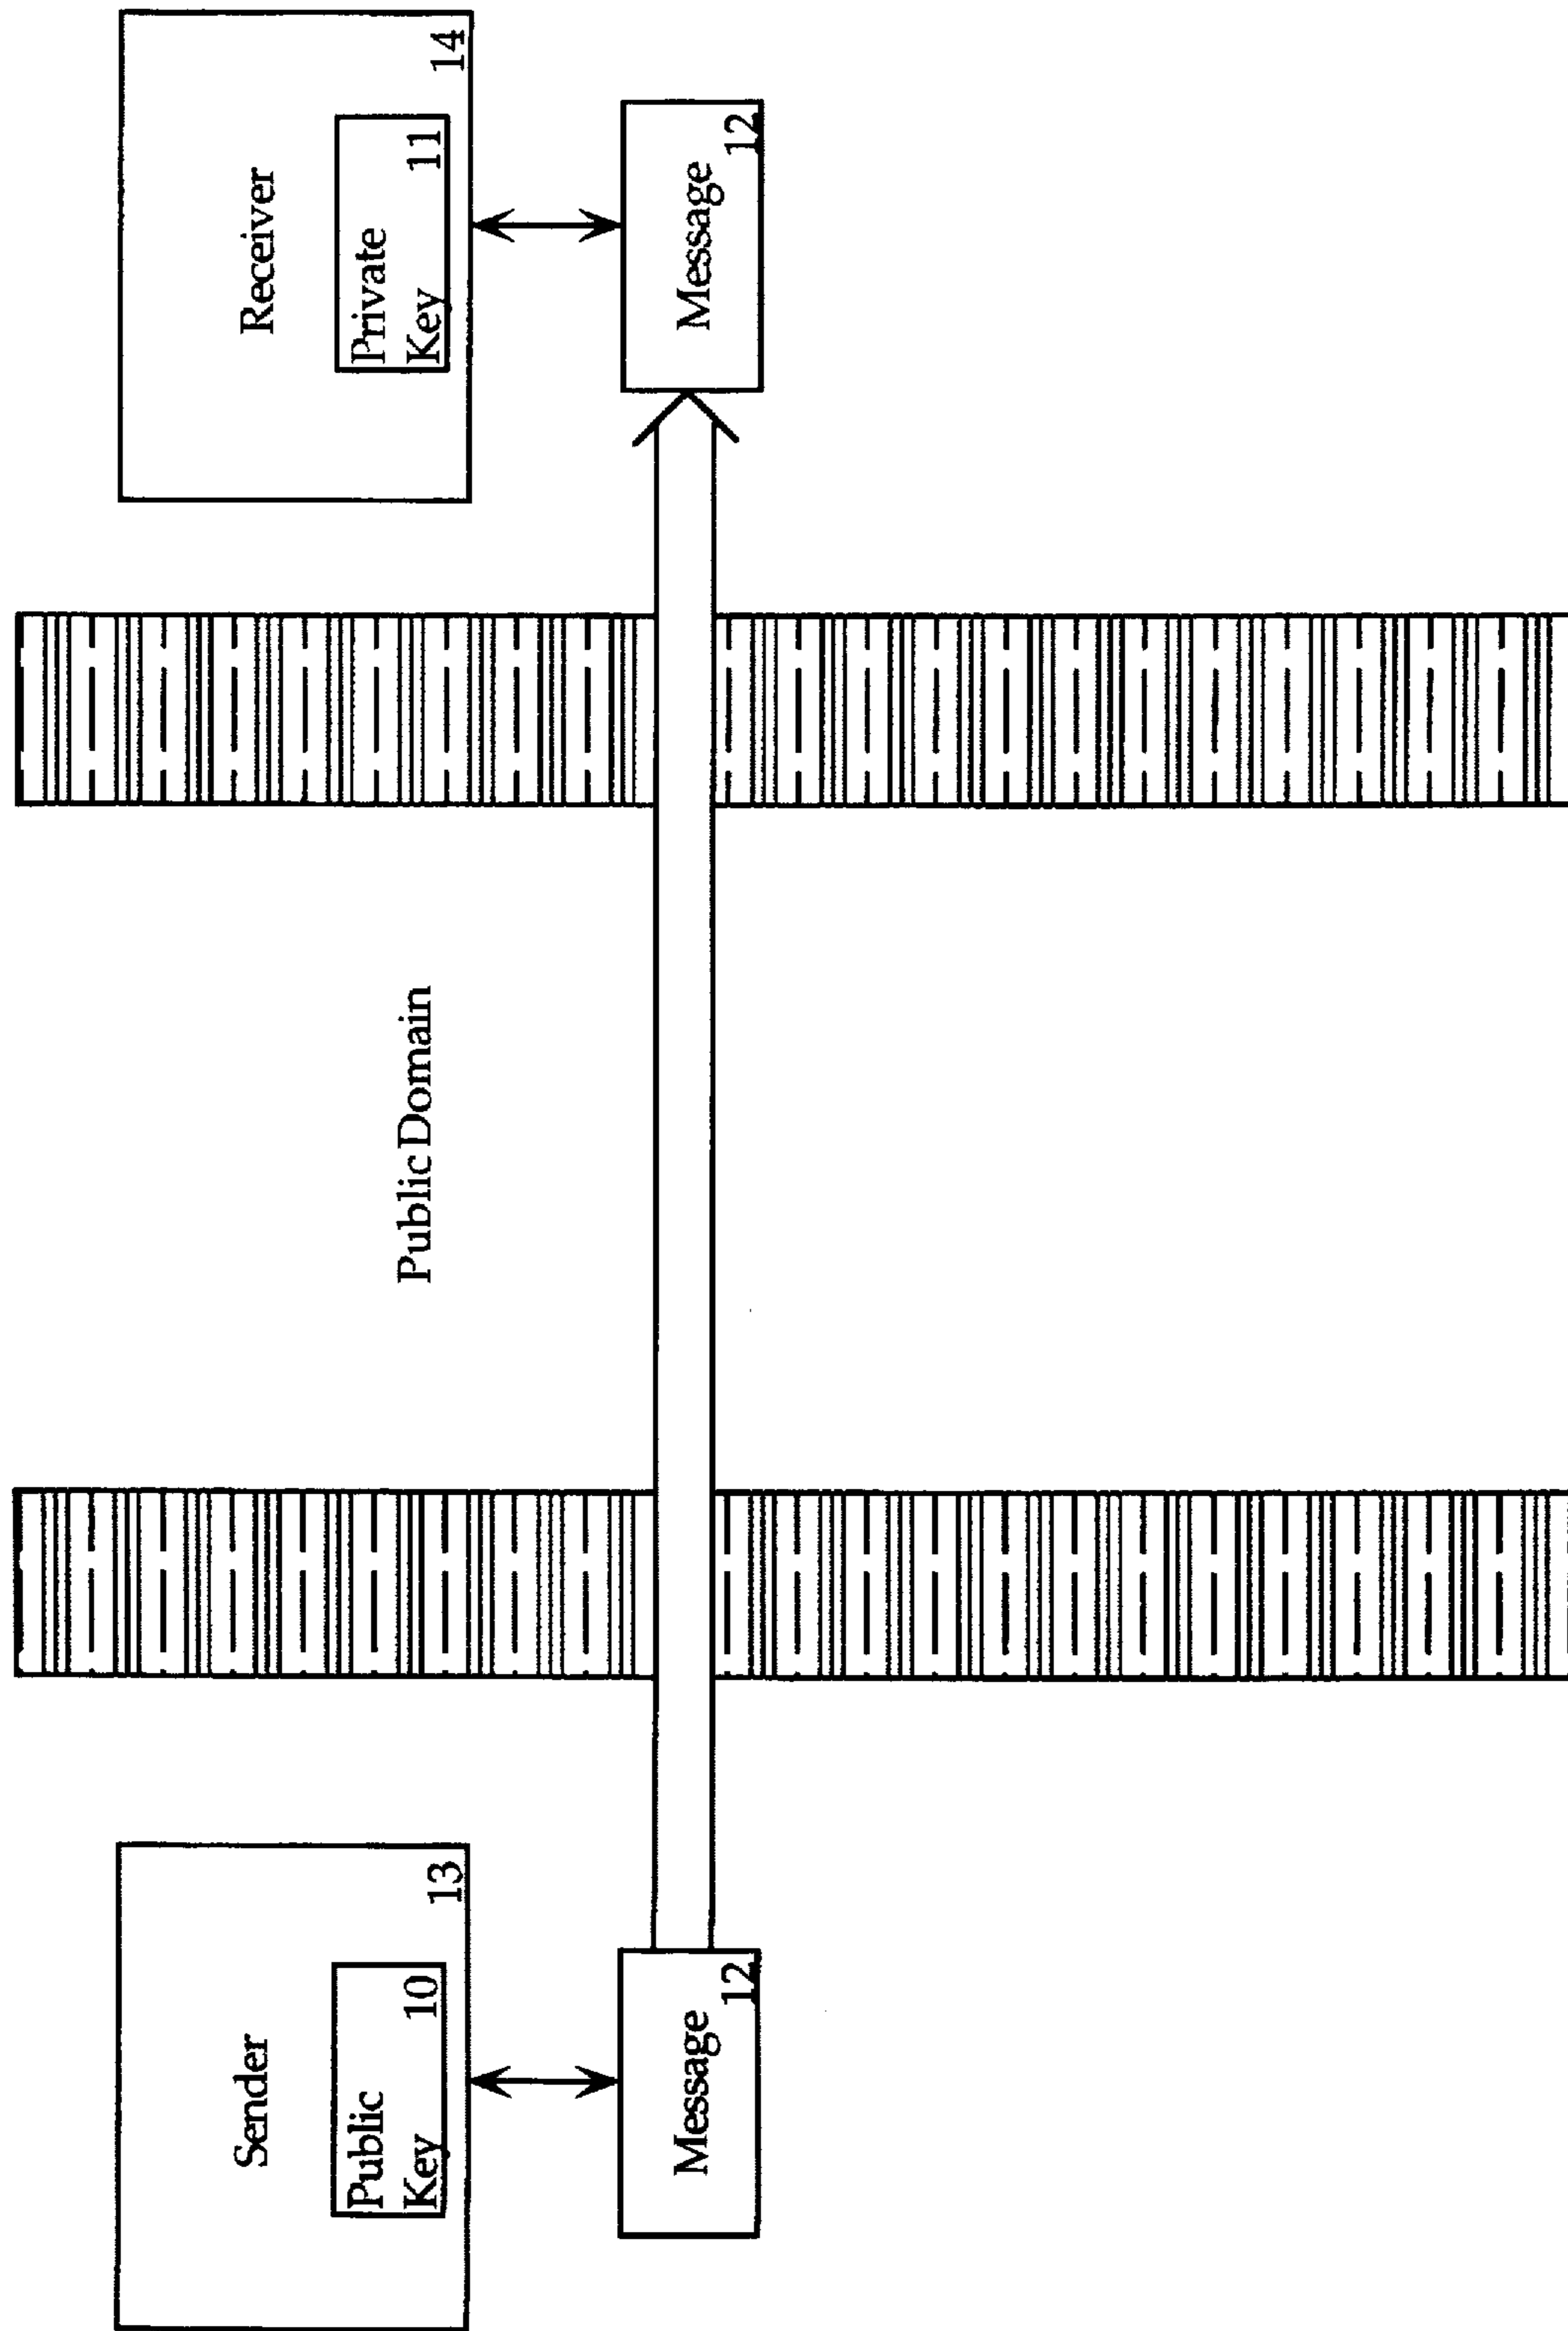 Sender
Public
Key 10
13
Message
12
Public Domain
Receiver
Private
Key 11
14
Message
12